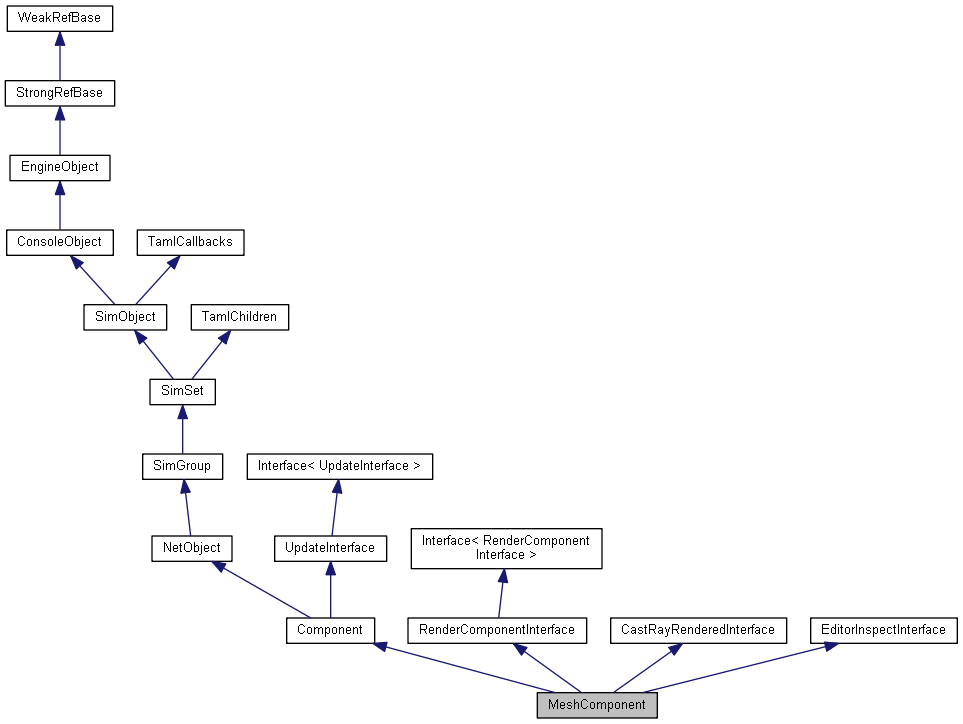 WeakRefBase
StrongRefBase
EngineObject
ConsoleObject
TamlCallbacks
SimObject
TamlChildren
SimSet
SimGroup
Interface< UpdateInterface >
NetObject
UpdateInterface
Interface< RenderComponent
Interface >
Component
RenderComponentInterface
CastRayRenderedInterface
EditorInspectInterface
MeshComponent